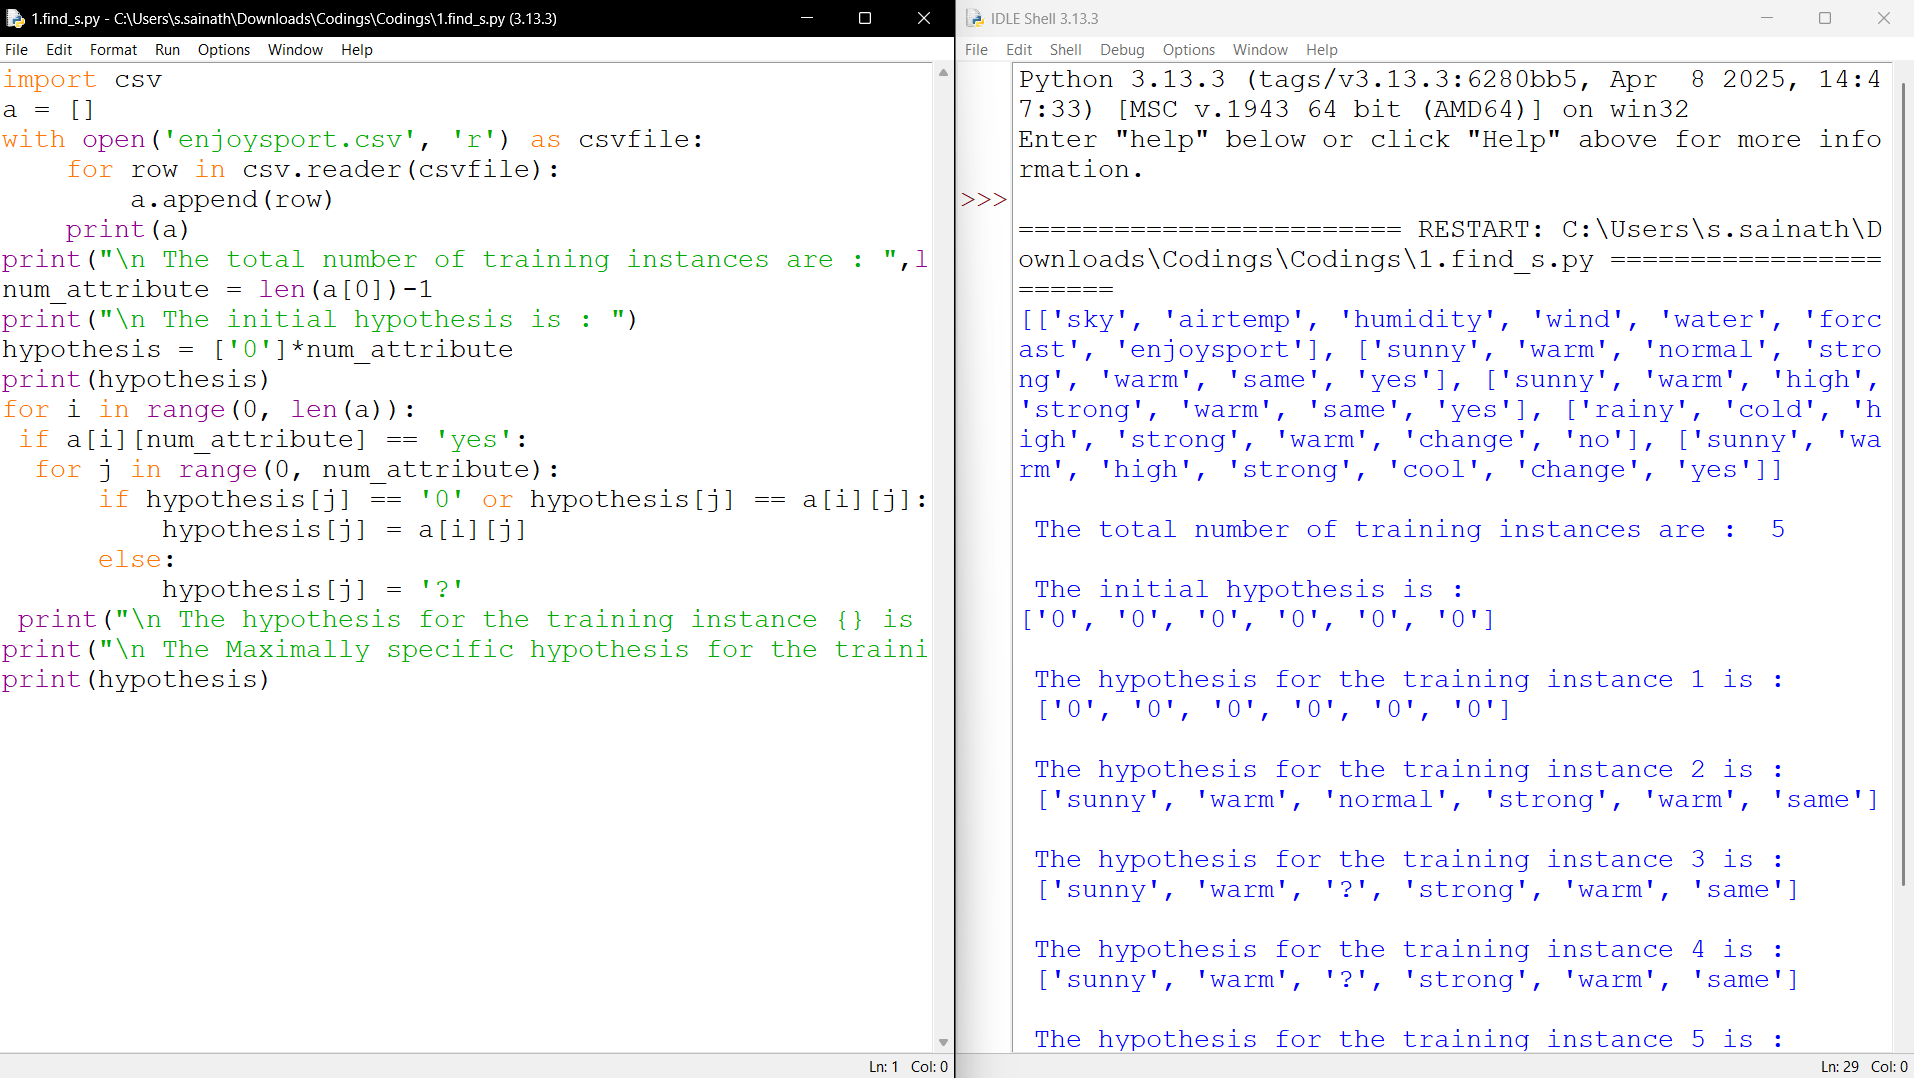 1.find_s.py - C:\Users\s.sainath\Downloads\Codings\Codings\1.find_s.py (3.13.3)
File Edit Format Run Options Window Help
import csv
a = []
with open('enjoysport.csv', 'r') as csvfile:
    for row in csv.reader(csvfile):
        a.append(row)
    print(a)
print("\n The total number of training instances are : ",l
num_attribute = len(a[0])-1
print("\n The initial hypothesis is : ")
hypothesis = ['0']*num_attribute
print(hypothesis)
for i in range(0, len(a)):
 if a[i][num_attribute] == 'yes':
  for j in range(0, num_attribute):
      if hypothesis[j] == '0' or hypothesis[j] == a[i][j]:
          hypothesis[j] = a[i][j]
      else:
          hypothesis[j] = '?'
 print("\n The hypothesis for the training instance {} is
print("\n The Maximally specific hypothesis for the traini
print(hypothesis)
Ln: 1 Col: 0
IDLE Shell 3.13.3
File Edit Shell Debug Options Window Help
Python 3.13.3 (tags/v3.13.3:6280bb5, Apr  8 2025, 14:4
7:33) [MSC v.1943 64 bit (AMD64)] on win32
Enter "help" below or click "Help" above for more info
rmation.
>>>
======================== RESTART: C:\Users\s.sainath\D
ownloads\Codings\Codings\1.find_s.py =================
======
[['sky', 'airtemp', 'humidity', 'wind', 'water', 'forc
ast', 'enjoysport'], ['sunny', 'warm', 'normal', 'stro
ng', 'warm', 'same', 'yes'], ['sunny', 'warm', 'high',
'strong', 'warm', 'same', 'yes'], ['rainy', 'cold', 'h
igh', 'strong', 'warm', 'change', 'no'], ['sunny', 'wa
rm', 'high', 'strong', 'cool', 'change', 'yes']]
 The total number of training instances are :  5
 The initial hypothesis is :
['0', '0', '0', '0', '0', '0']
 The hypothesis for the training instance 1 is :
 ['0', '0', '0', '0', '0', '0']
 The hypothesis for the training instance 2 is :
 ['sunny', 'warm', 'normal', 'strong', 'warm', 'same']
 The hypothesis for the training instance 3 is :
 ['sunny', 'warm', '?', 'strong', 'warm', 'same']
 The hypothesis for the training instance 4 is :
 ['sunny', 'warm', '?', 'strong', 'warm', 'same']
 The hypothesis for the training instance 5 is :
Ln: 29 Col: 0